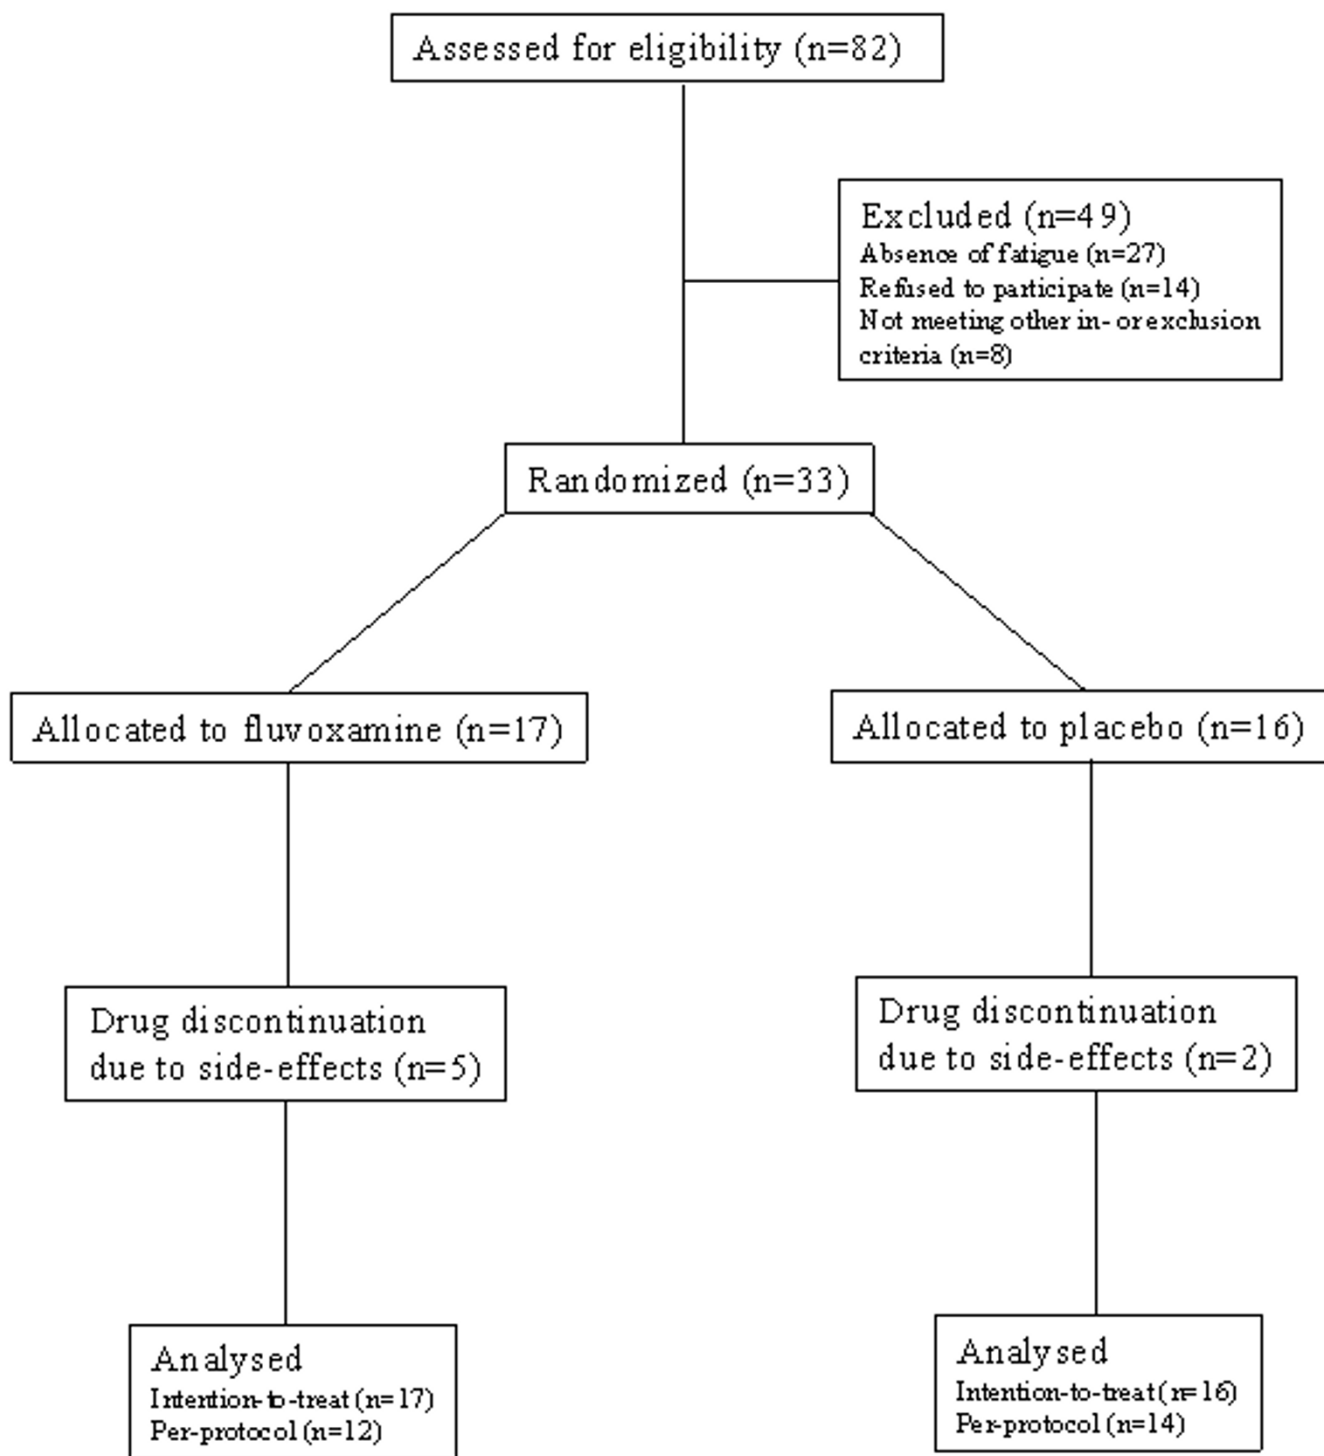 Assessed for eligibility (n=82)
Excluded (n=49)
Absence of fatigue (n=27)
Refused to participate (n=14)
Not meeting other in- or exclusion
criteria (n=8)
Randomized (n=33)
Allocated to fluvoxamine (n=17)
Allocated to placebo (n=16)
Drug discontinuation
due to side-effects (n=5)
Drug discontinuation
due to side-effects (n=2)
Analysed
Intention-to-treat (n=17)
Per-protocol (n=12)
Analysed
Intention-to-treat (n=16)
Per-protocol (n=14)